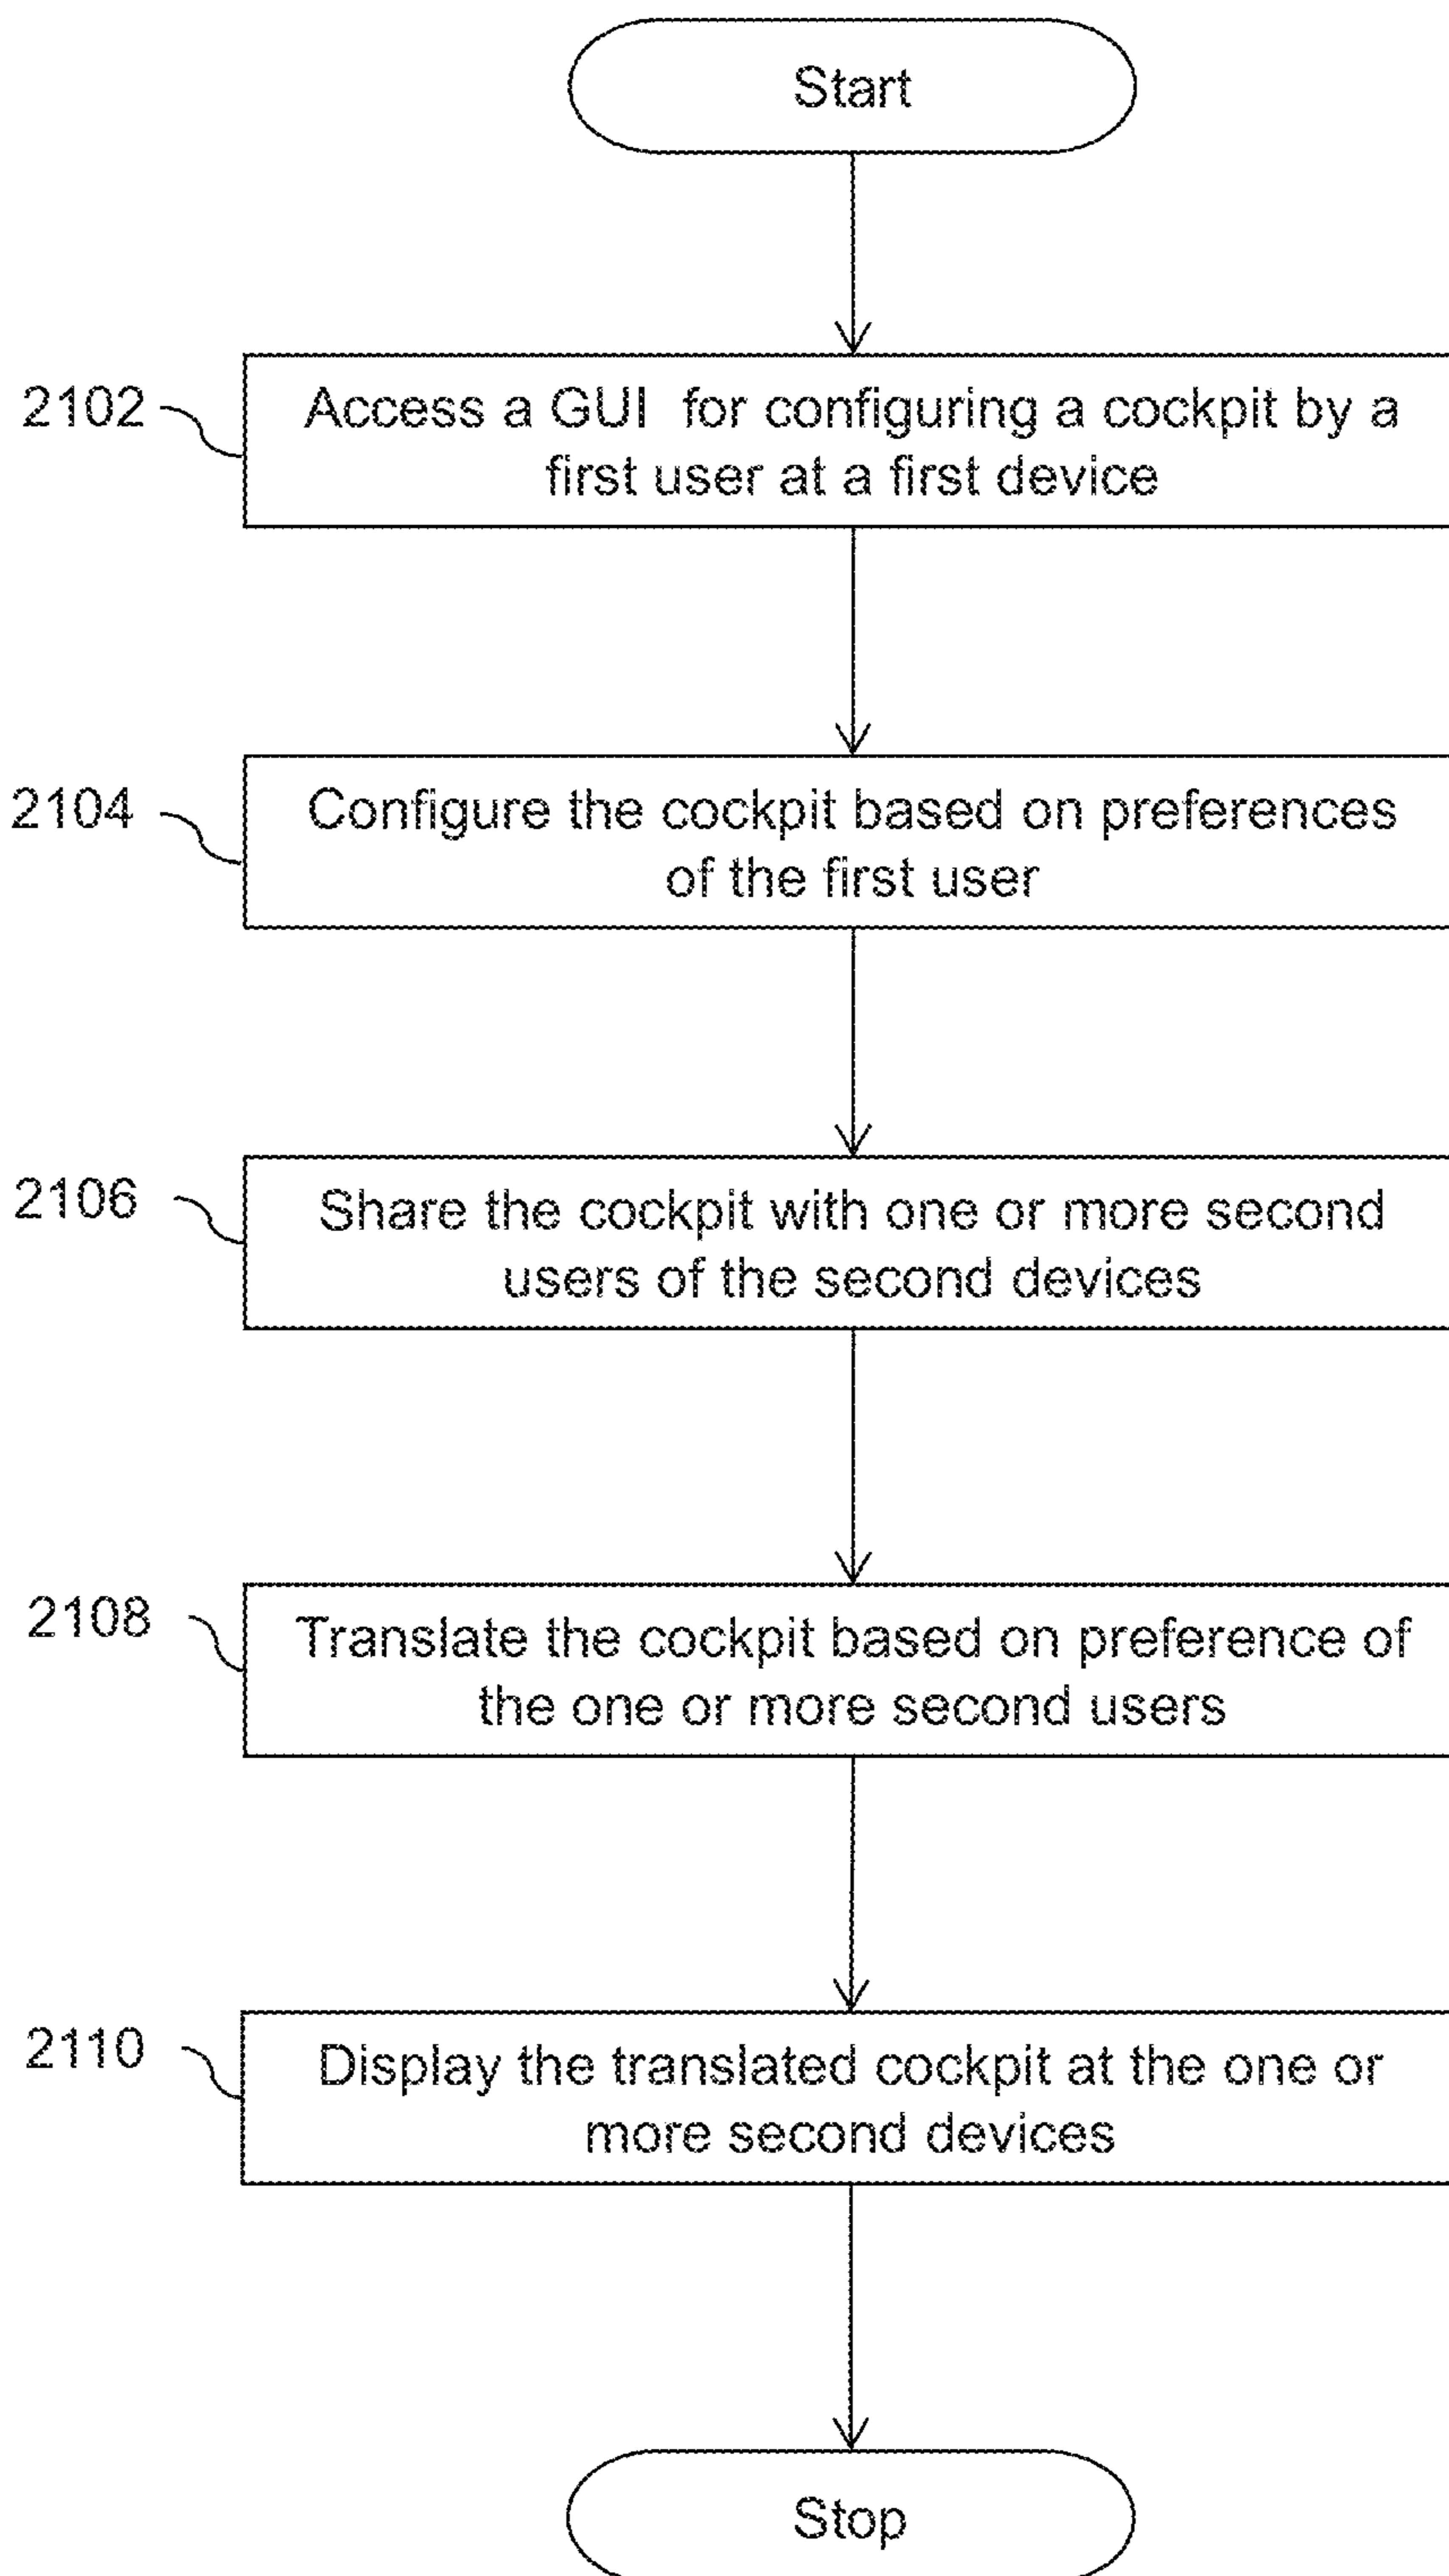 Start
2102
Access a GUI for configuring a cockpit by a
first user at a first device
2104
Configure the cockpit based on preferences
of the first user
2106
Share the cockpit with one or more second
users of the second devices
2108
Translate the cockpit based on preference of
the one or more second users
2110
Display the translated cockpit at the one or
more second devices
Stop